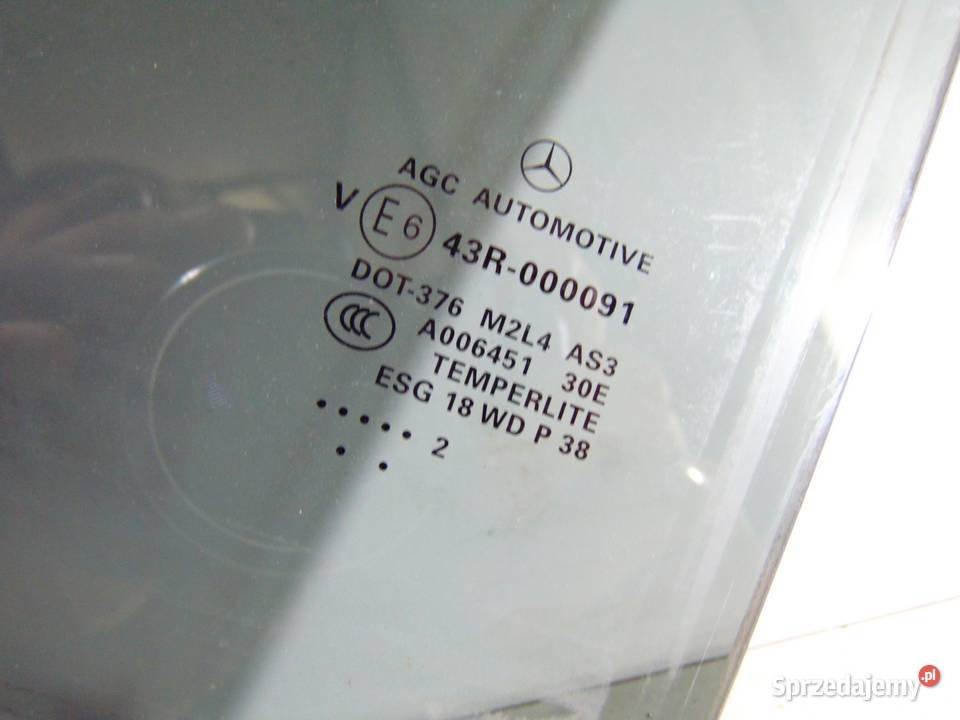 AGC AUTOMOTIVE
V E6 43R-000091
DOT-376 M2L4 AS3
CCC A006451 30E
TEMPERLITE
ESG 18 WD P 38
..... 2
. .
Sprzedajemy.pl